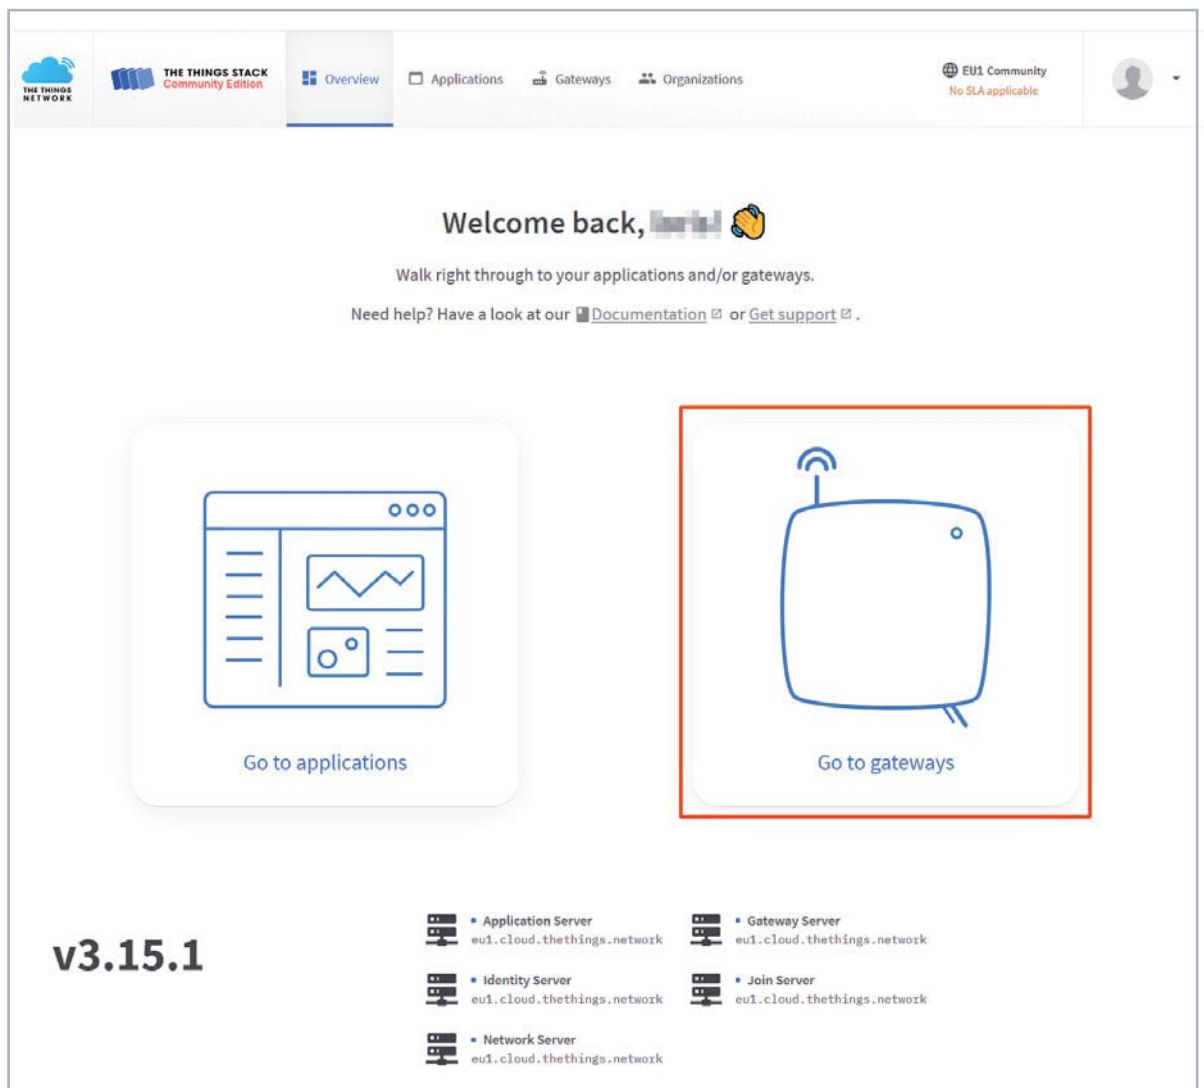 THE THINGS
NETWORK
THE THINGS STACK
Community Edition
Overview
Applications
Gateways
Organizations
EU1 Community
No SLA applicable
Welcome back,
Walk right through to your applications and/or gateways.
Need help? Have a look at our Documentation or Get support .
Go to applications
Go to gateways
v3.15.1
Application Server
eu1.cloud.thethings.network
Gateway Server
eu1.cloud.thethings.network
Identity Server
eu1.cloud.thethings.network
Join Server
eu1.cloud.thethings.network
Network Server
eu1.cloud.thethings.network